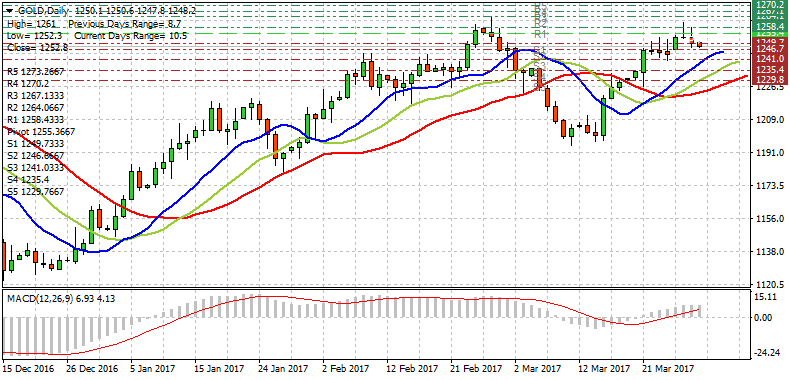 GOLD,Daily 1250.1 1250.6 1247.8 1248.2
High= 1261 Previous Days Range= 8.7
Low= 1252.3 Current Days Range= 10.5
Close= 1252.8
R5 1273.2667
R4 1270.2
R3 1267.1333
R2 1264.0667
R1 1258.4333
Pivot 1255.3667
S1 1249.7333
S2 1246.6667
S3 1241.0333
S4 1235.4
S5 1229.7667
R1
S1
1270.2
1267.1
1258.4
1246.7
1241.0
1235.4
1229.8
1226.5
1209.0
1191.0
1173.5
1156.0
1138.0
1120.5
MACD(12,26,9) 6.93 4.13
15.11
0.00
-24.24
15 Dec 2016
26 Dec 2016
5 Jan 2017
15 Jan 2017
24 Jan 2017
2 Feb 2017
12 Feb 2017
21 Feb 2017
2 Mar 2017
12 Mar 2017
21 Mar 2017